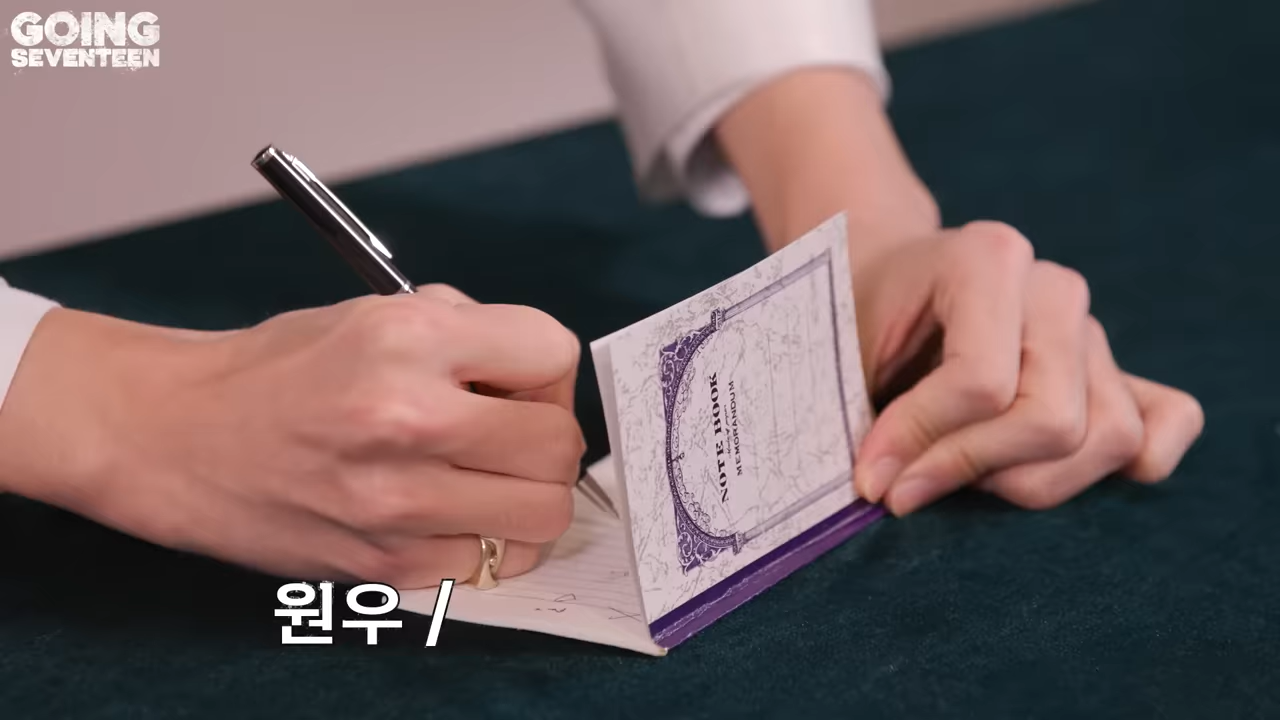 GOING
SEVENTEEN
NOTE BOOK
MEMORANDUM
원우 /